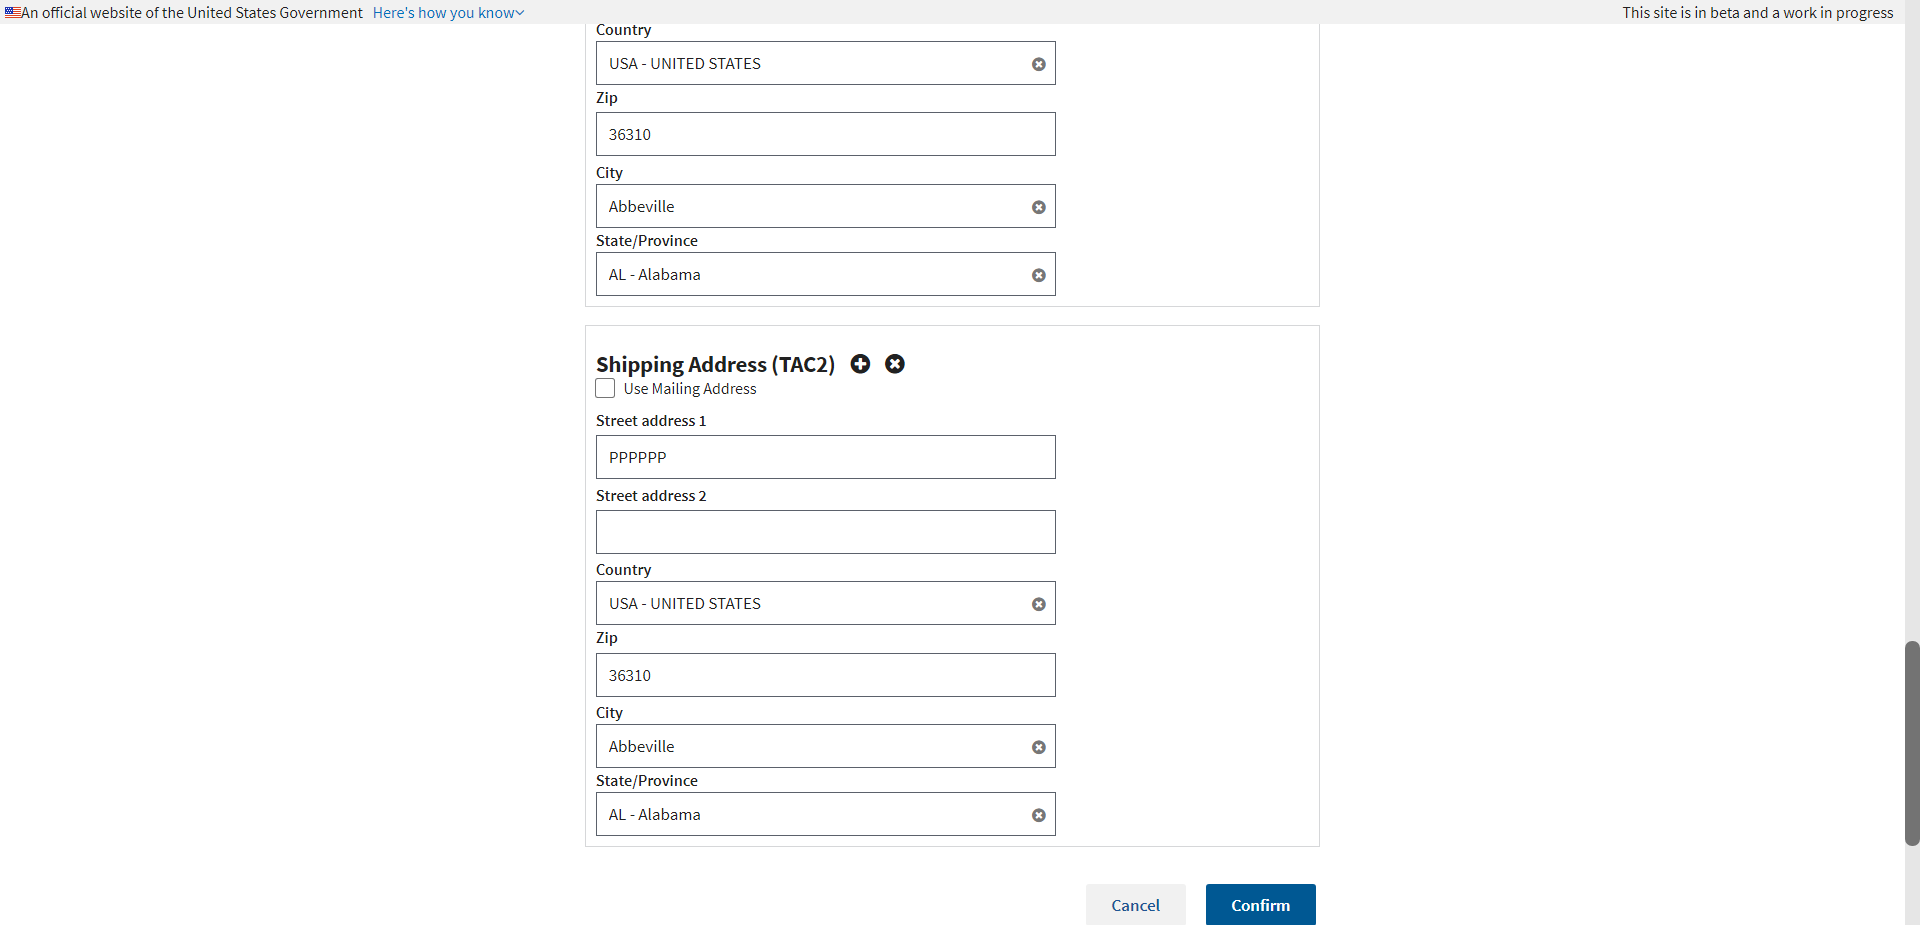 An official website of the United States Government Here's how you know
This site is in beta and a work in progress
Country
USA - UNITED STATES
Zip
36310
City
Abbeville
State/Province
AL - Alabama
Shipping Address (TAC2)
Use Mailing Address
Street address 1
PPPPPP
Street address 2
Country
USA - UNITED STATES
Zip
36310
City
Abbeville
State/Province
AL - Alabama
Cancel
Confirm